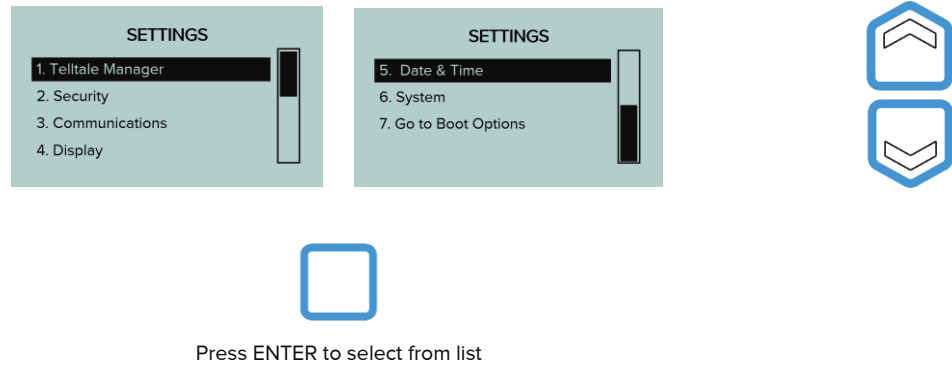 SETTINGS
1. Telltale Manager
2. Security
3. Communications
4. Display
SETTINGS
5. Date & Time
6. System
7. Go to Boot Options
Press ENTER to select from list